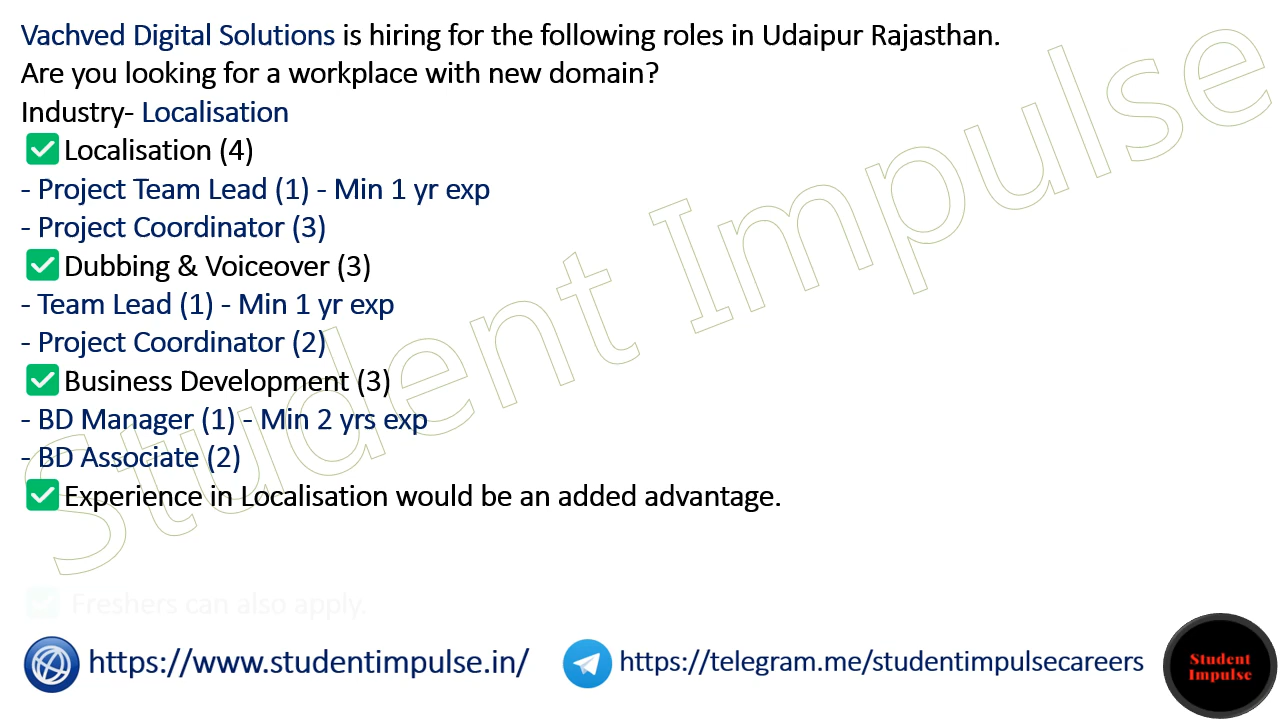 Vachved Digital Solutions is hiring for the following roles in Udaipur Rajasthan.
Are you looking for a workplace with new domain?
Industry- Localisation
✅Localisation (4)
- Project Team Lead (1) - Min 1 yr exp
- Project Coordinator (3)
✅Dubbing & Voiceover (3)
- Team Lead (1) - Min 1 yr exp
- Project Coordinator (2)
✅Business Development (3)
- BD Manager (1) - Min 2 yrs exp
- BD Associate (2)
✅Experience in Localisation would be an added advantage.
✅ Freshers can also apply.
Student Impulse
https://www.studentimpulse.in/
https://telegram.me/studentimpulsecareers
Student
Impulse